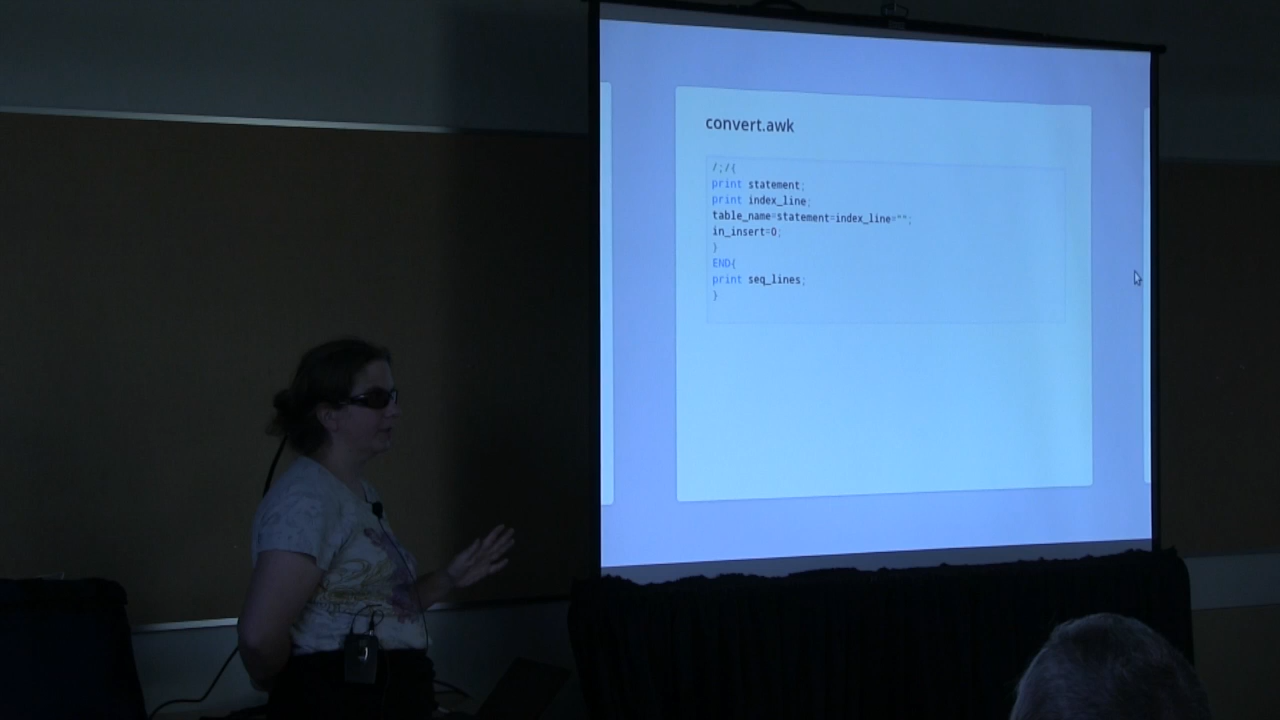 convert.awk
/;/{
print statement;
print index_line;
table_name=statement=index_line="";
in_insert=0;
}
END{
print seq_lines;
}